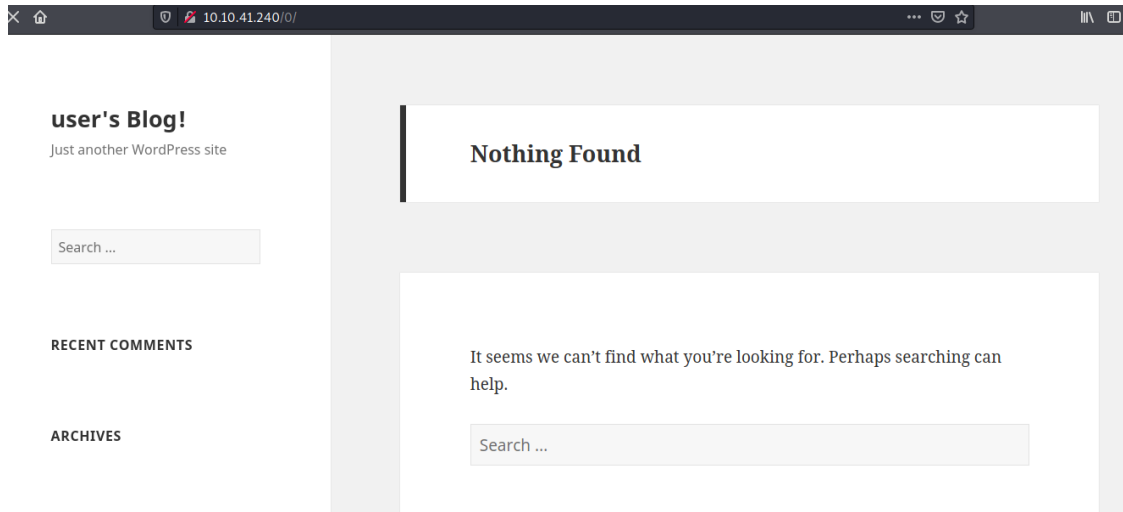 10.10.41.240/0/
user's Blog!
Just another WordPress site
Search ...
RECENT COMMENTS
ARCHIVES
Nothing Found
It seems we can’t find what you’re looking for. Perhaps searching can
help.
Search ...